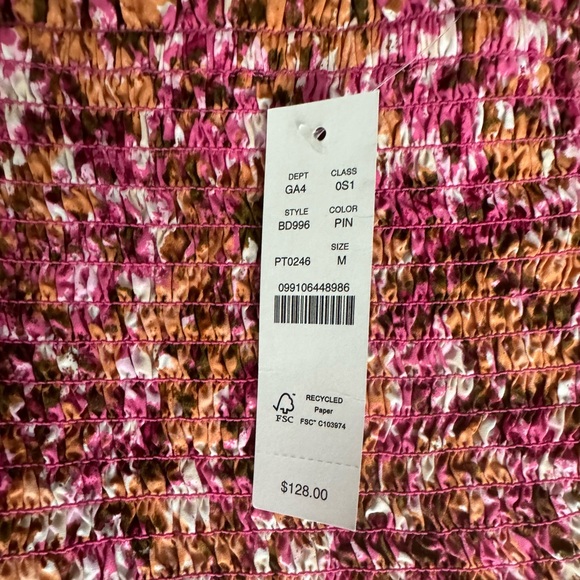 DEPT CLASS
GA4 0S1
STYLE COLOR
BD996 PIN
SIZE
PT0246 M
099106448986
FSC
RECYCLED
Paper
FSC® C103974
$128.00